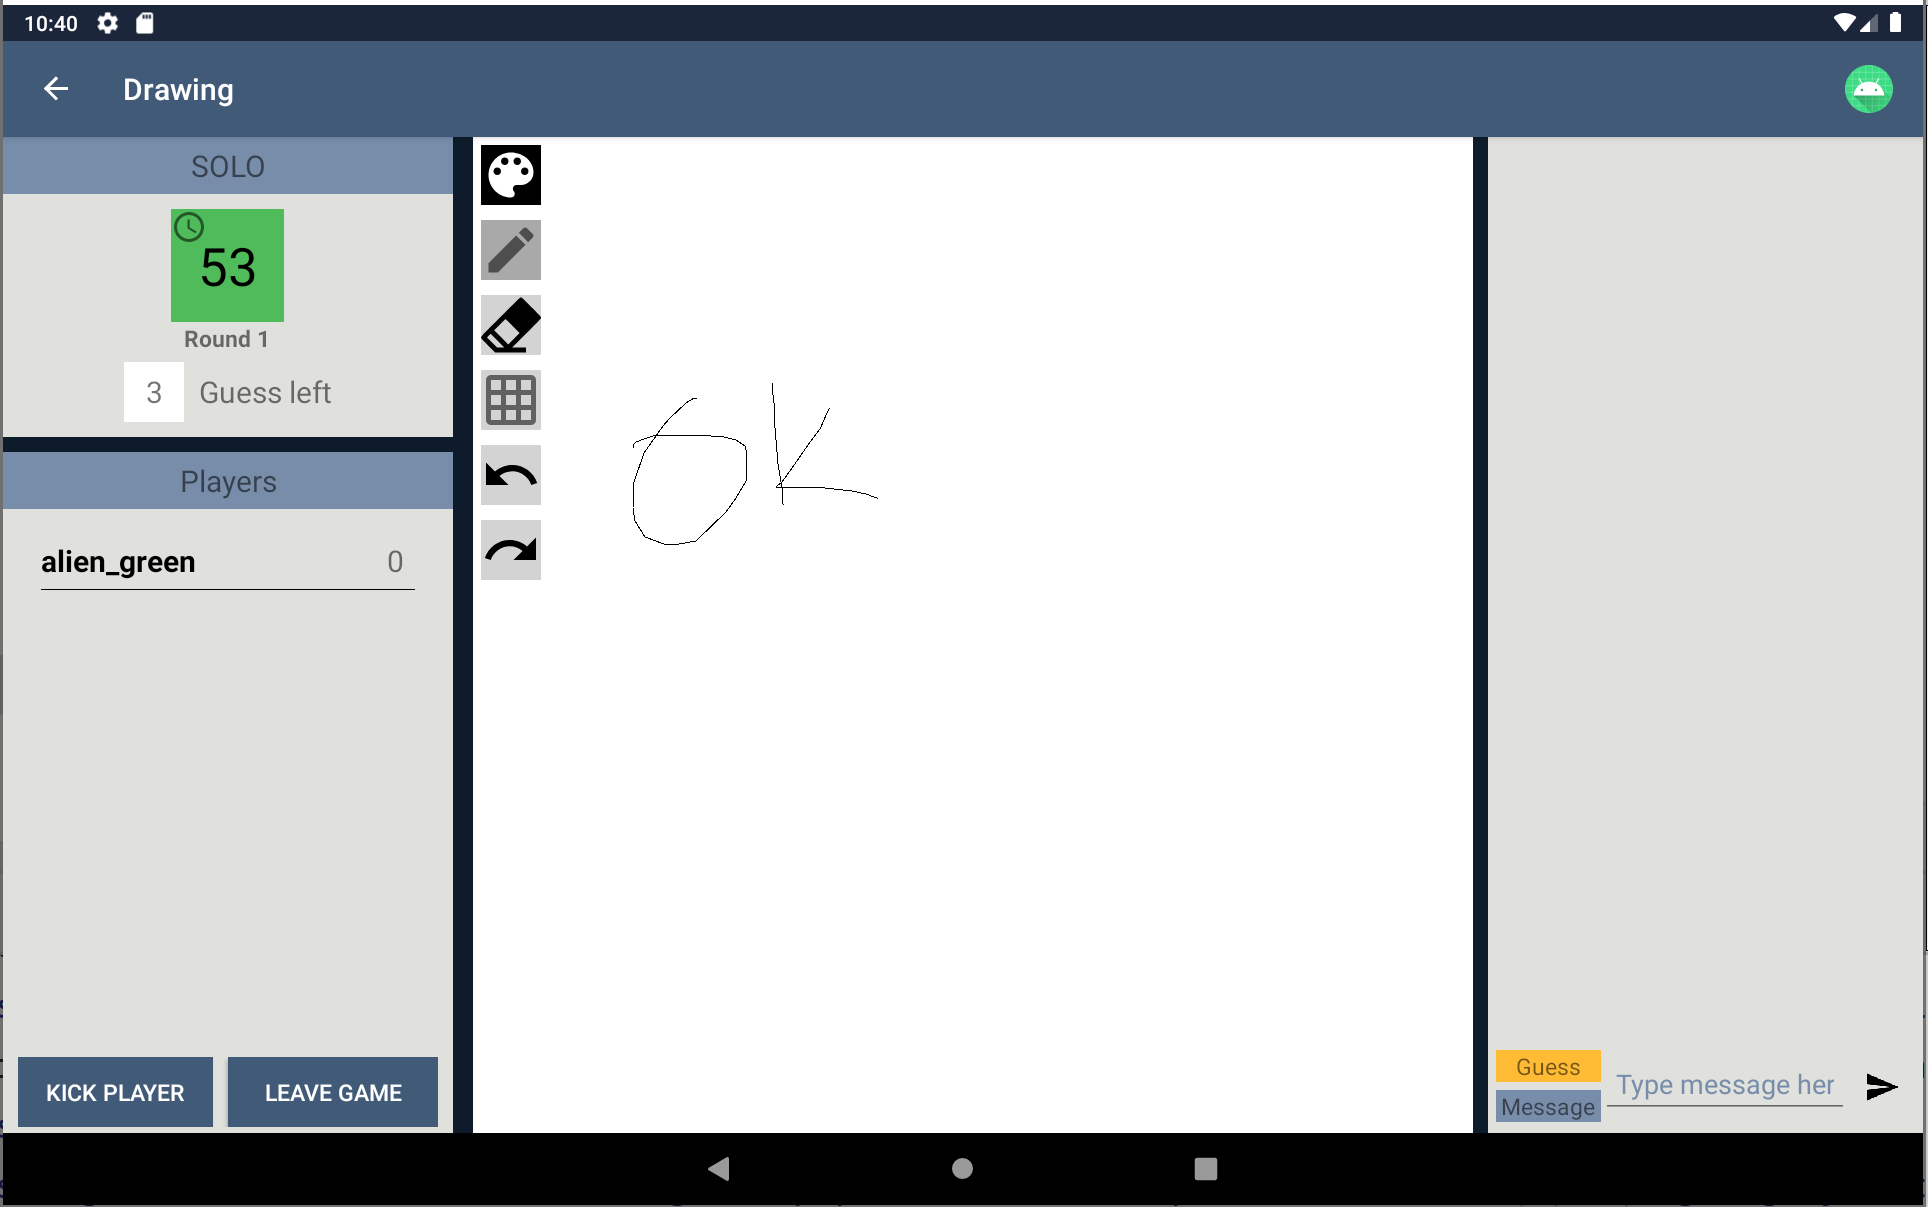 10:40
Drawing
SOLO
53
Round 1
3 Guess left
Players
alien_green 0
KICK PLAYER LEAVE GAME
OK
Guess
Message
Type message her